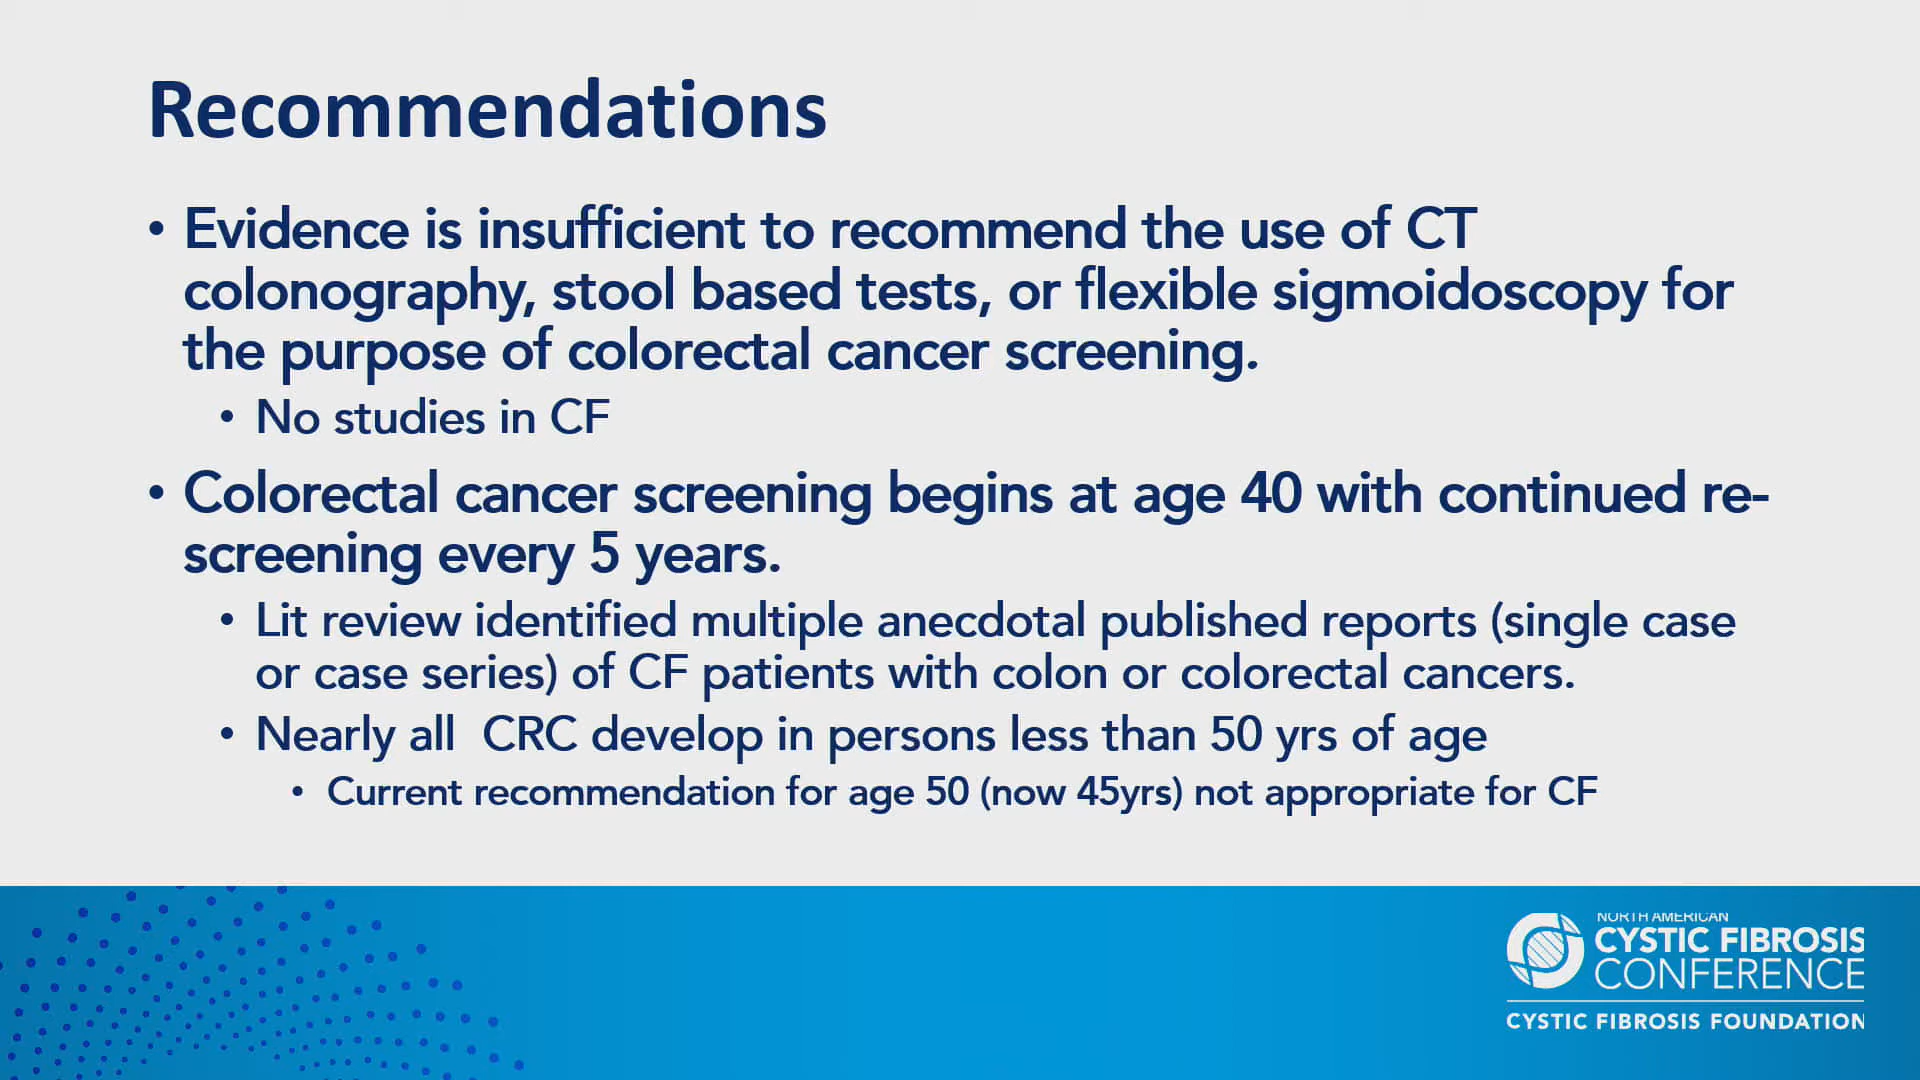 Recommendations
• Evidence is insufficient to recommend the use of CT
colonography, stool based tests, or flexible sigmoidoscopy for
the purpose of colorectal cancer screening.
• No studies in CF
• Colorectal cancer screening begins at age 40 with continued re-
screening every 5 years.
• Lit review identified multiple anecdotal published reports (single case
or case series) of CF patients with colon or colorectal cancers.
• Nearly all  CRC develop in persons less than 50 yrs of age
• Current recommendation for age 50 (now 45yrs) not appropriate for CF
NORTH AMERICAN
CYSTIC FIBROSIS
CONFERENCE
CYSTIC FIBROSIS FOUNDATION